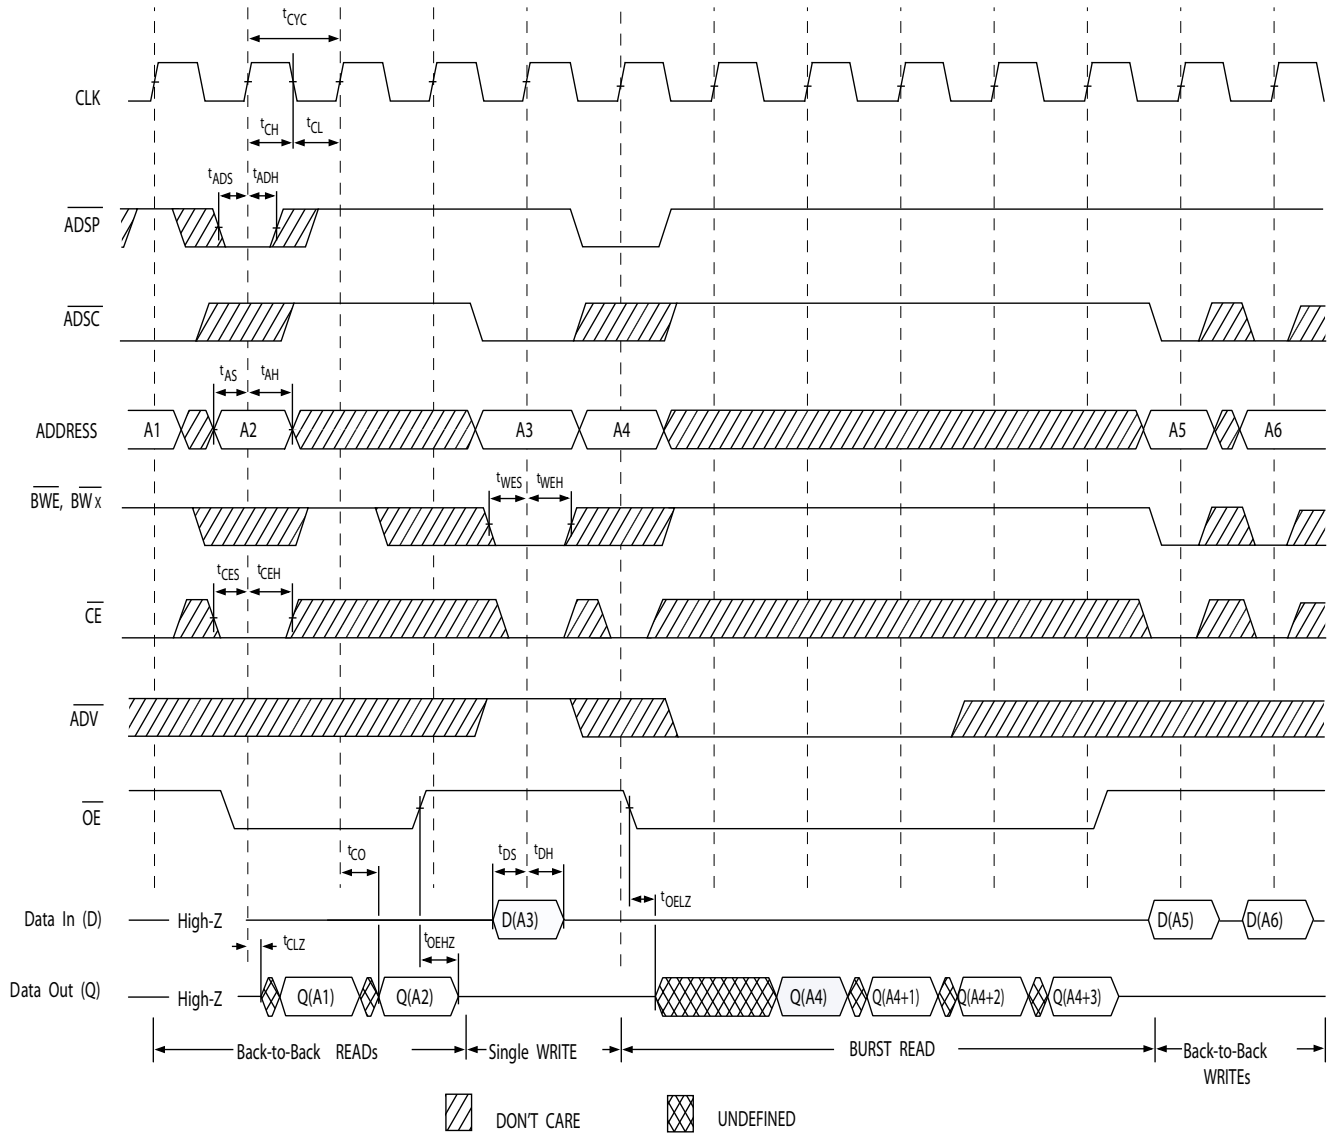 tCYC
CLK
tCH
tCL
tADS
tADH
ADSP
ADSC
tAS
tAH
ADDRESS
A1
A2
A3
A4
A5
A6
tWES
tWEH
BWE, BW X
tCES
tCEH
CE
ADV
OE
tCO
tDS
tDH
tOELZ
Data In (D)
High-Z
D(A3)
D(A5)
D(A6)
tCLZ
tOEHZ
Data Out (Q)
High-Z
Q(A1)
Q(A2)
Q(A4)
Q(A4+1)
Q(A4+2)
Q(A4+3)
Back-to-Back READs
Single WRITE
BURST READ
Back-to-Back
WRITEs
DON'T CARE
UNDEFINED